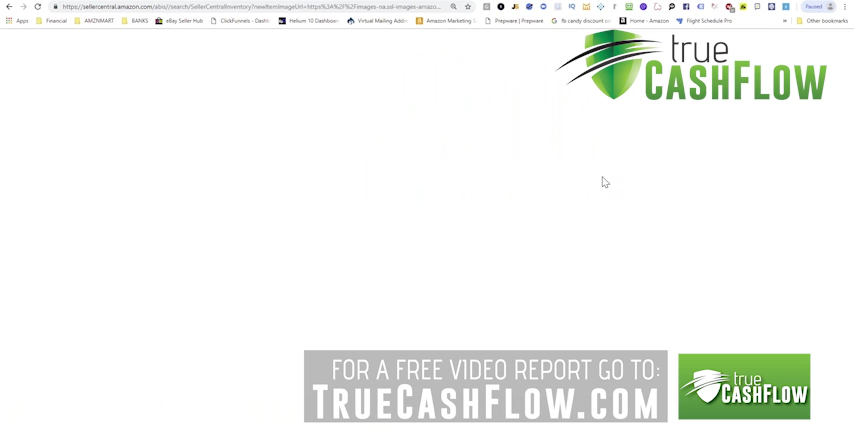 https://sellercentral.amazon.com/abis/search/SellerCentralInventory?newItemImageUrl=https%3A%2F%2Fimages-na.ssl-images-amazo...
Apps Financial AMZNMART BANKS eBay Seller Hub ClickFunnels - Dashb Helium 10 Dashboard Virtual Mailing Addr Amazon Marketing S Prepware | Prepware fb candy discount co Home - Amazon Flight Schedule Pro » Other bookmarks
Paused
true
CASHFLOW
FOR A FREE VIDEO REPORT GO TO:
TRUECASHFLOW.COM
true
CASHFLOW